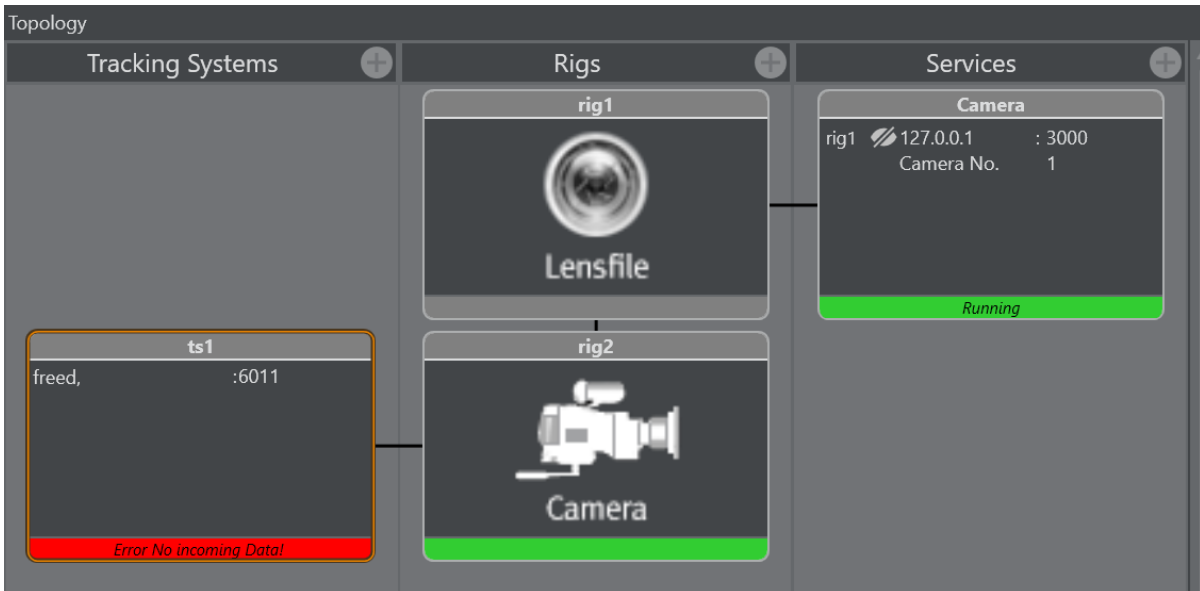 Topology
Tracking Systems
Rigs
Services
rig1
Lensfile
Camera
rig1 127.0.0.1 : 3000
Camera No. 1
Running
ts1
freed, :6011
Error No incoming Data!
rig2
Camera